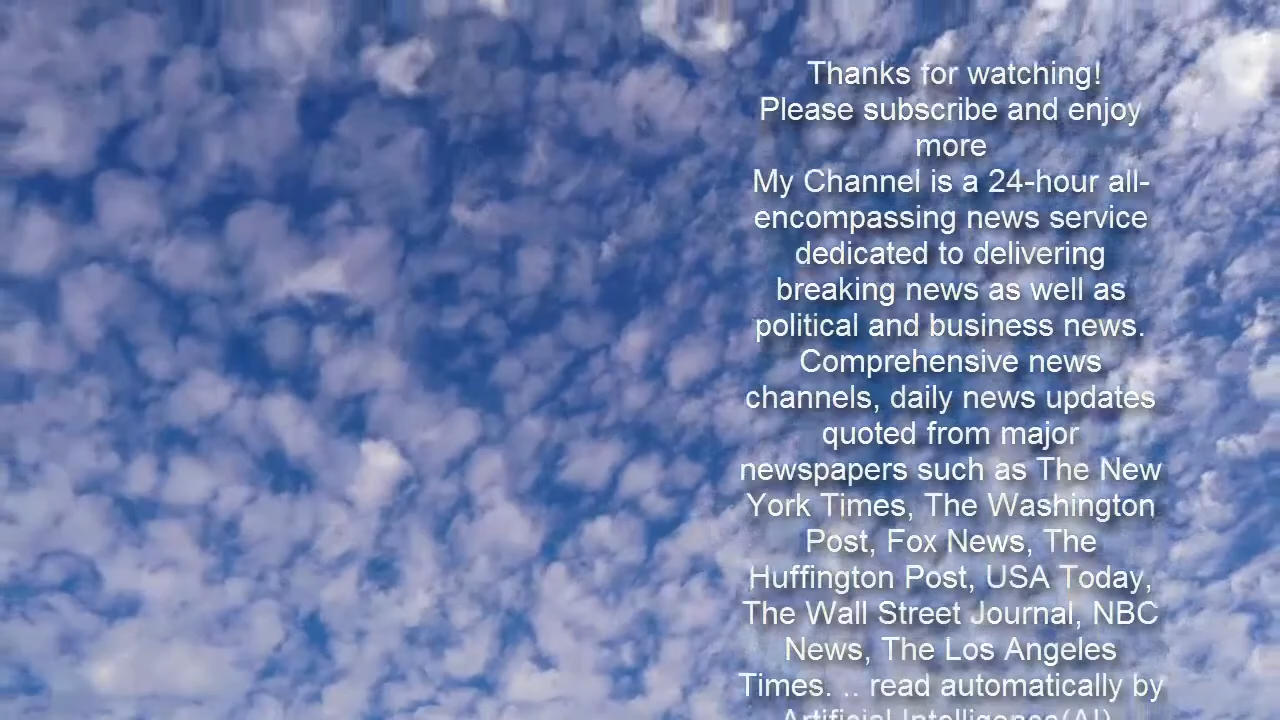 Thanks for watching!
Please subscribe and enjoy
more
My Channel is a 24-hour all-
encompassing news service
dedicated to delivering
breaking news as well as
political and business news.
Comprehensive news
channels, daily news updates
quoted from major
newspapers such as The New
York Times, The Washington
Post, Fox News, The
Huffington Post, USA Today,
The Wall Street Journal, NBC
News, The Los Angeles
Times. .. read automatically by
Artificial Intelligence(AI)